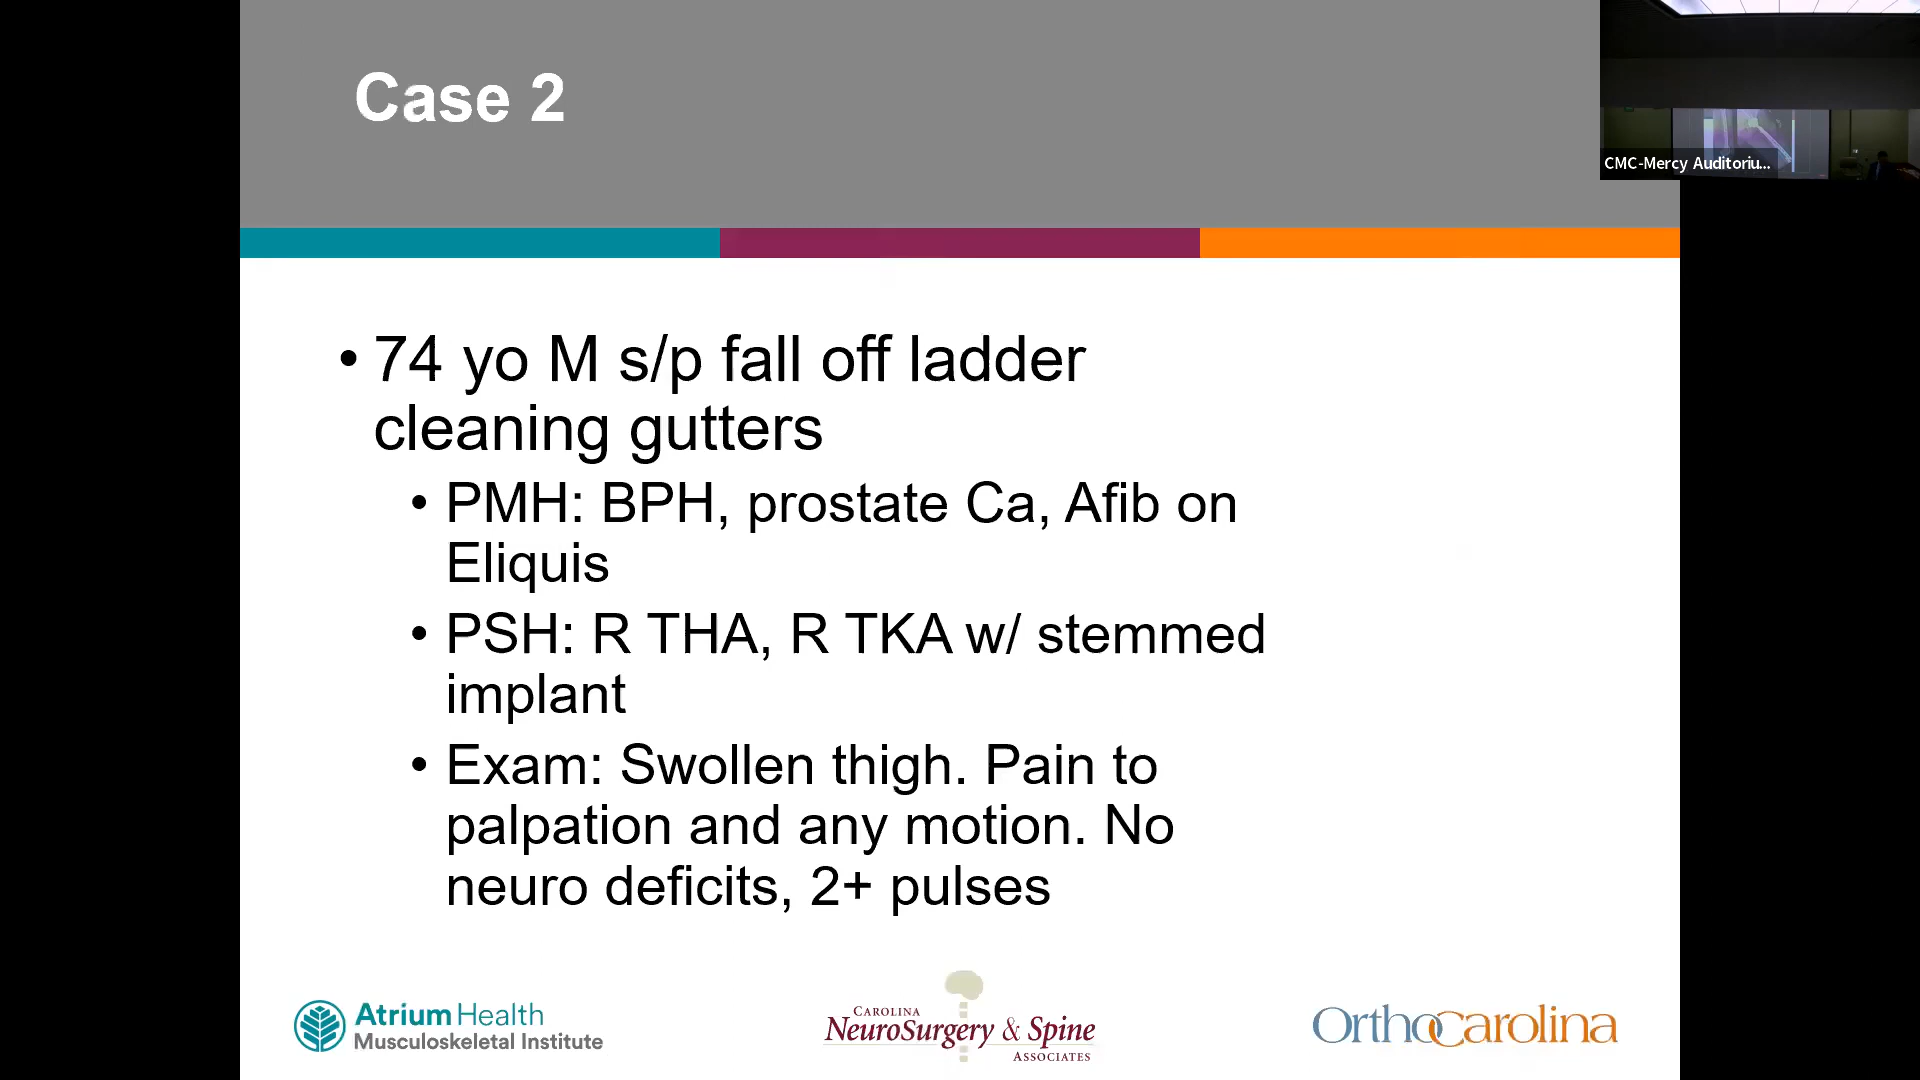 Case 2
CMC-Mercy Auditoriu...
• 74 yo M s/p fall off ladder
cleaning gutters
• PMH: BPH, prostate Ca, Afib on
Eliquis
• PSH: R THA, R TKA w/ stemmed
implant
• Exam: Swollen thigh. Pain to
palpation and any motion. No
neuro deficits, 2+ pulses
Atrium Health
Musculoskeletal Institute
CAROLINA
NEUROSURGERY & SPINE
ASSOCIATES
OrthoCarolina